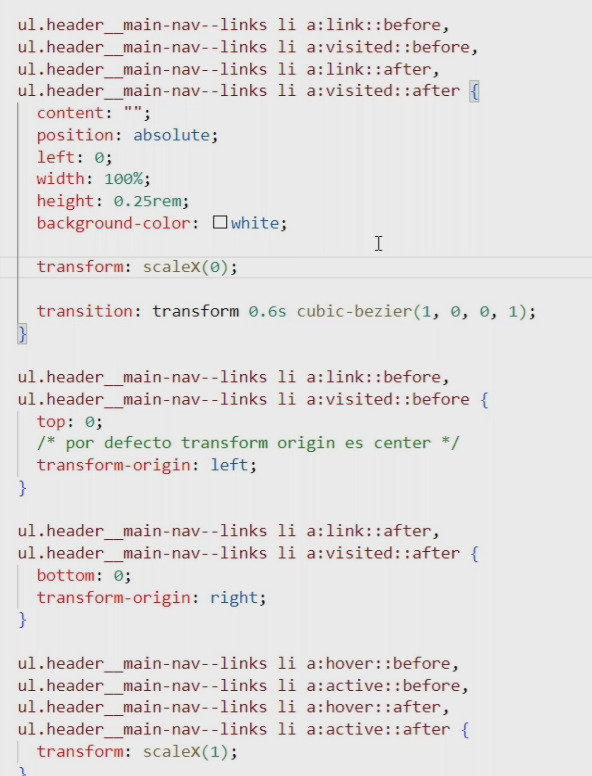 ul.header__main-nav--links li a:link::before,
ul.header__main-nav--links li a:visited::before,
ul.header__main-nav--links li a:link::after,
ul.header__main-nav--links li a:visited::after {
content: "";
position: absolute;
left: 0;
width: 100%;
height: 0.25rem;
background-color: white;
transform: scaleX(0);
transition: transform 0.6s cubic-bezier(1, 0, 0, 1);
}
ul.header__main-nav--links li a:link::before,
ul.header__main-nav--links li a:visited::before {
top: 0;
/* por defecto transform origin es center */
transform-origin: left;
}
ul.header__main-nav--links li a:link::after,
ul.header__main-nav--links li a:visited::after {
bottom: 0;
transform-origin: right;
}
ul.header__main-nav--links li a:hover::before,
ul.header__main-nav--links li a:active::before,
ul.header__main-nav--links li a:hover::after,
ul.header__main-nav--links li a:active::after {
transform: scaleX(1);
}